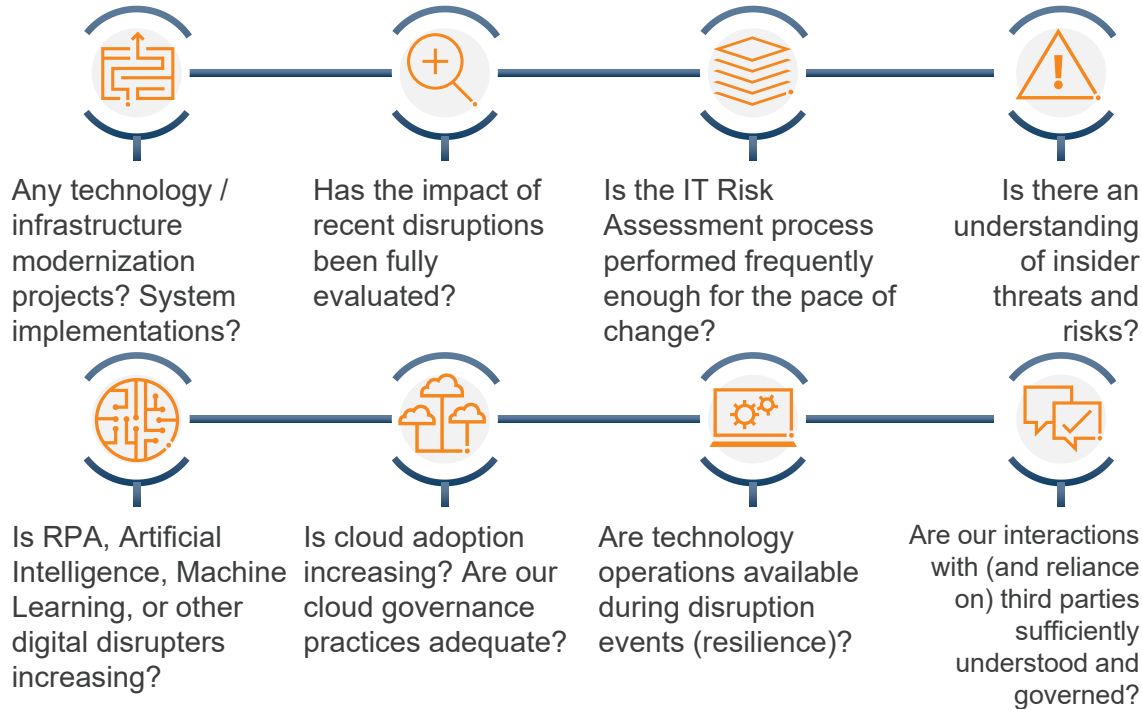 Any technology /
infrastructure
modernization
projects? System
implementations?
Has the impact of
recent disruptions
been fully
evaluated?
Is the IT Risk
Assessment process
performed frequently
enough for the pace of
change?
Is there an
understanding
of insider
threats and
risks?
Is RPA, Artificial
Intelligence, Machine
Learning, or other
digital disrupters
increasing?
Is cloud adoption
increasing? Are our
cloud governance
practices adequate?
Are technology
operations available
during disruption
events (resilience)?
Are our interactions
with (and reliance
on) third parties
sufficiently
understood and
governed?